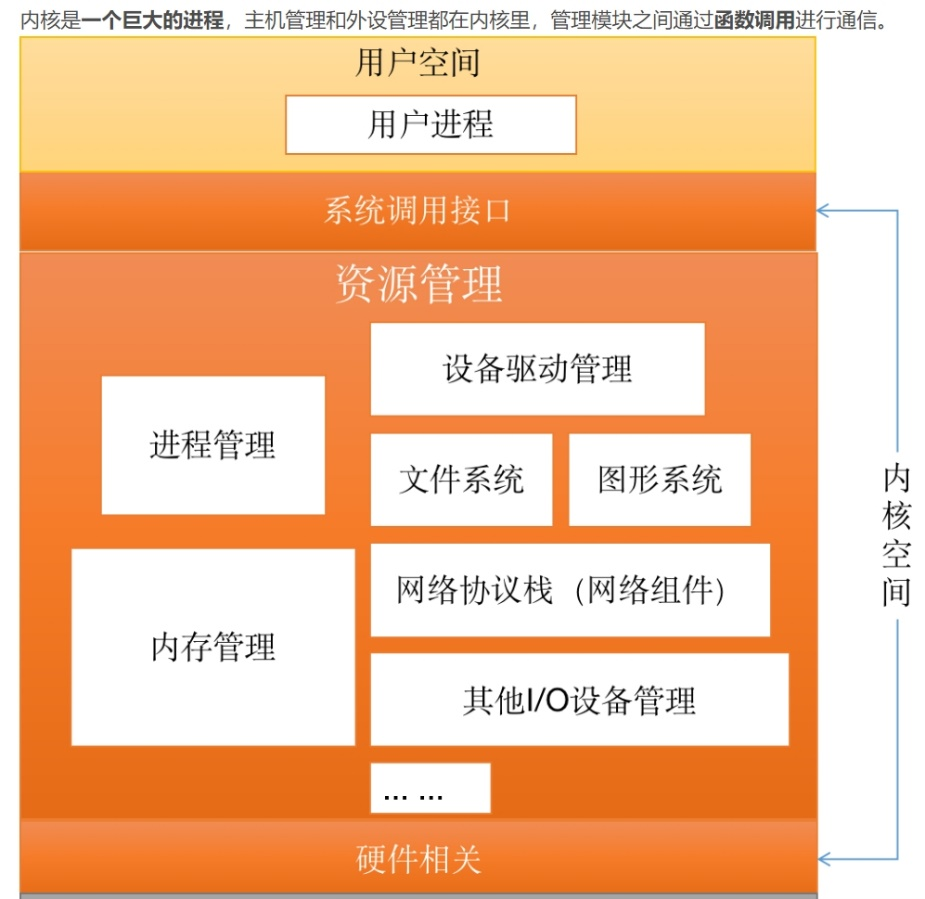 内核是一个巨大的进程，主机管理和外设管理都在内核里，管理模块之间通过函数调用进行通信。
用户空间
用户进程
系统调用接口
资源管理
设备驱动管理
进程管理
文件系统
图形系统
网络协议栈（网络组件）
内存管理
其他I/O设备管理
... ...
硬件相关
内核空间